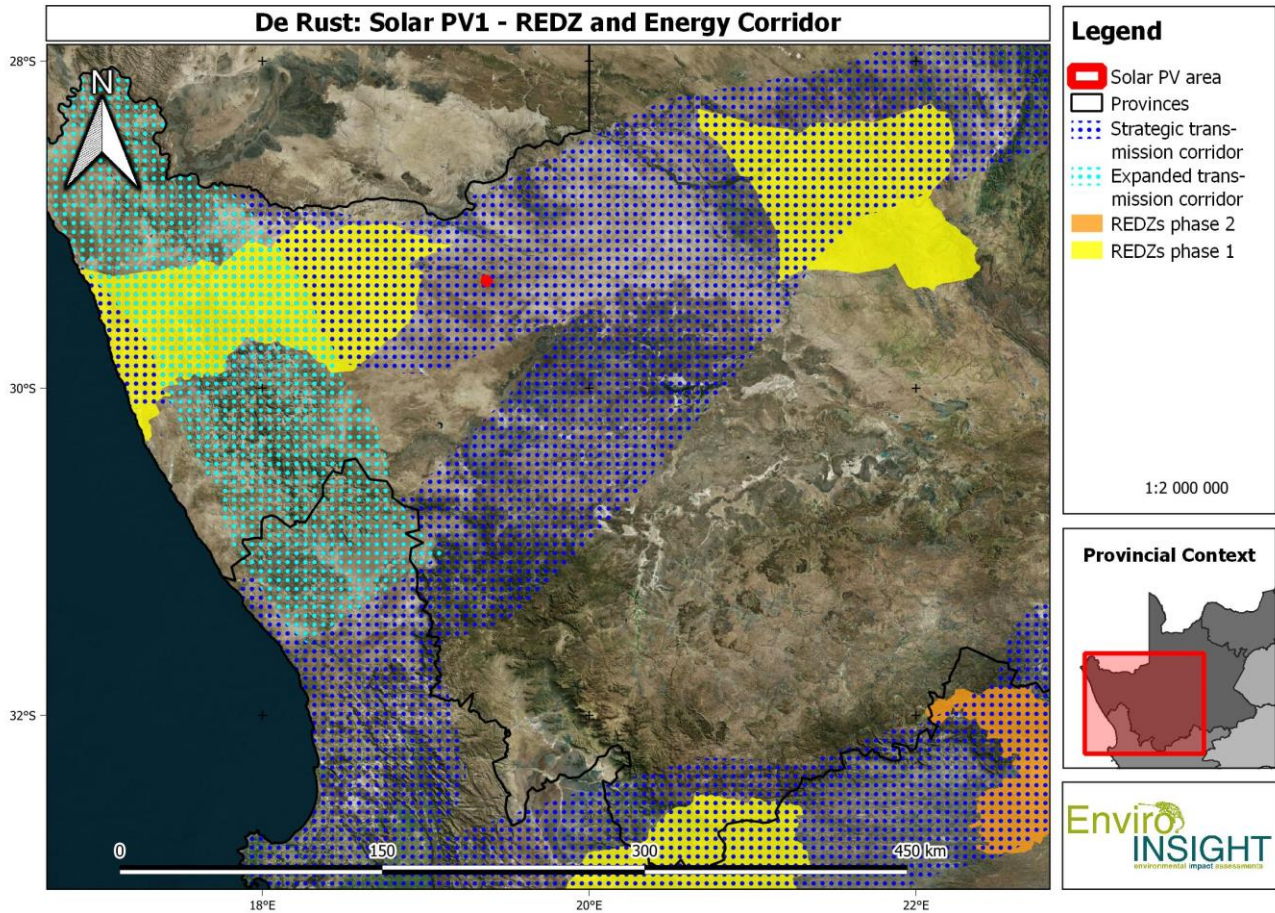 De Rust: Solar PV1 - REDZ and Energy Corridor
28°S
30°S
32°S
N
0
150
300
450 km
18°E
20°E
22°E
Legend
Solar PV area
Provinces
Strategic trans-
mission corridor
Expanded trans-
mission corridor
REDZs phase 2
REDZs phase 1
1:2 000 000
Provincial Context
Enviro
INSIGHT
environmental impact assessments